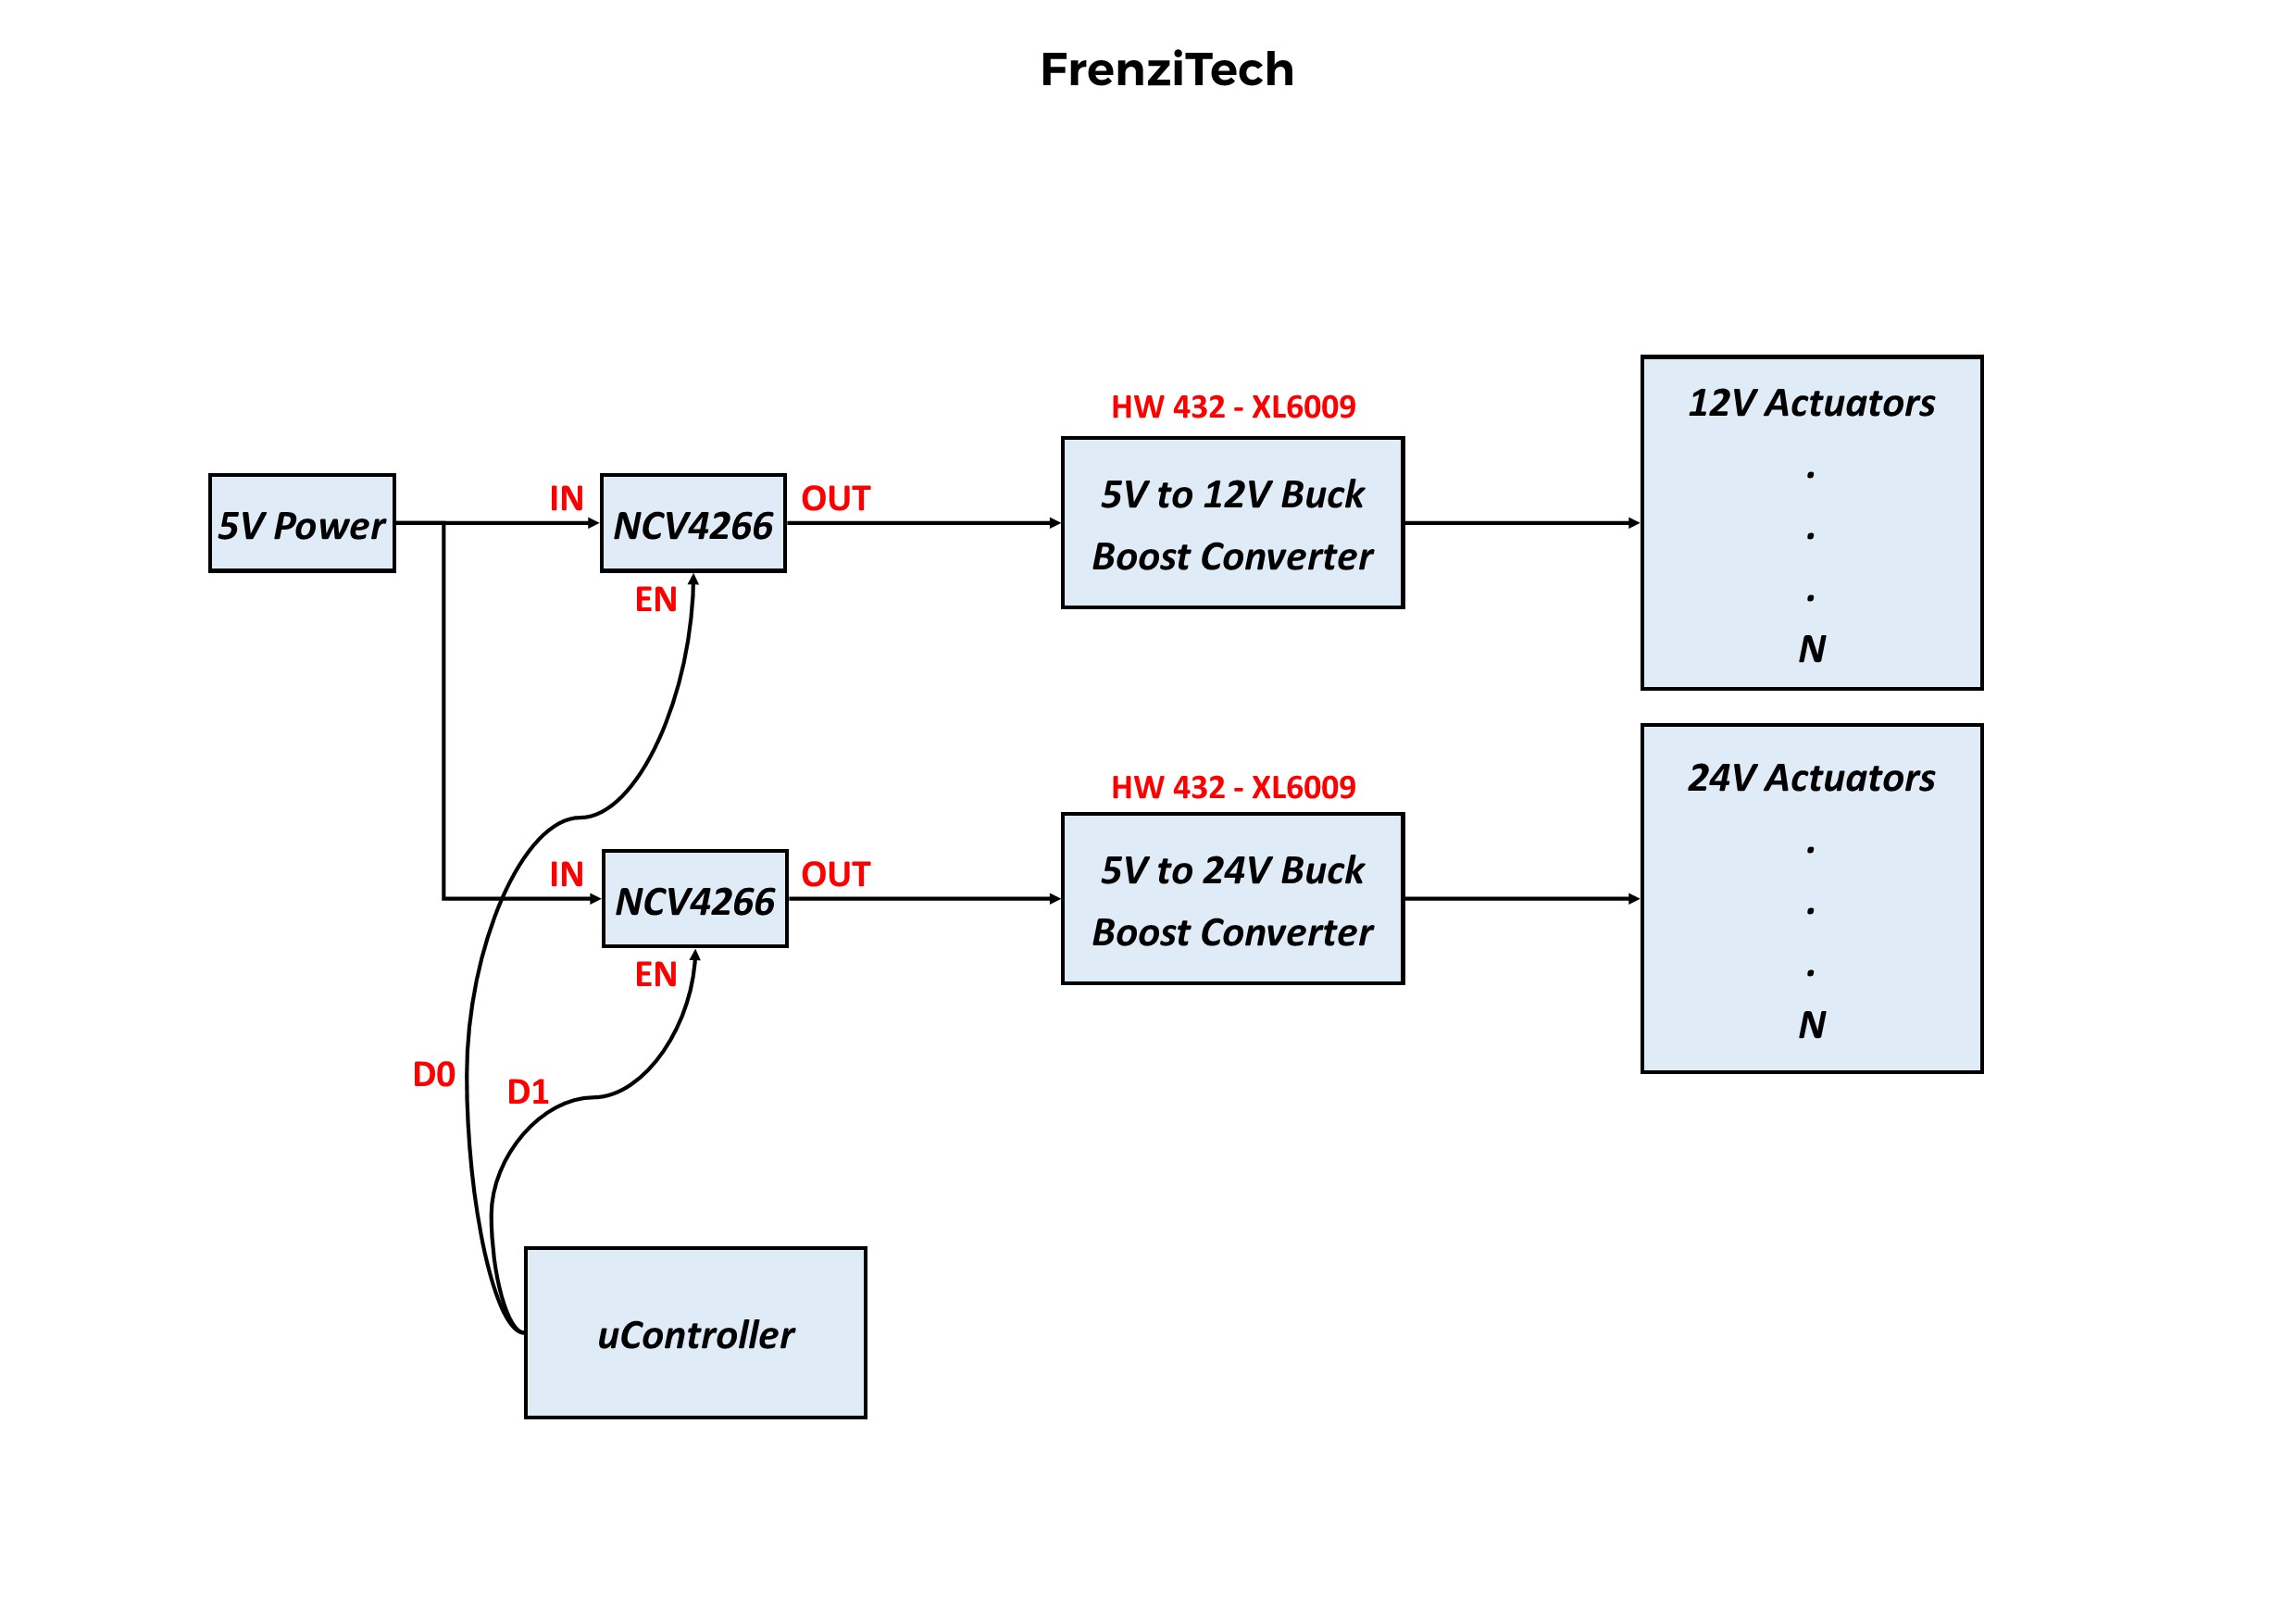 FrenziTech
HW 432 - XL6009
12V Actuators
.
.
.
N
5V Power
IN
NCV4266
OUT
EN
5V to 12V Buck
Boost Converter
HW 432 - XL6009
24V Actuators
.
.
.
N
IN
NCV4266
OUT
EN
5V to 24V Buck
Boost Converter
D0
D1
uController